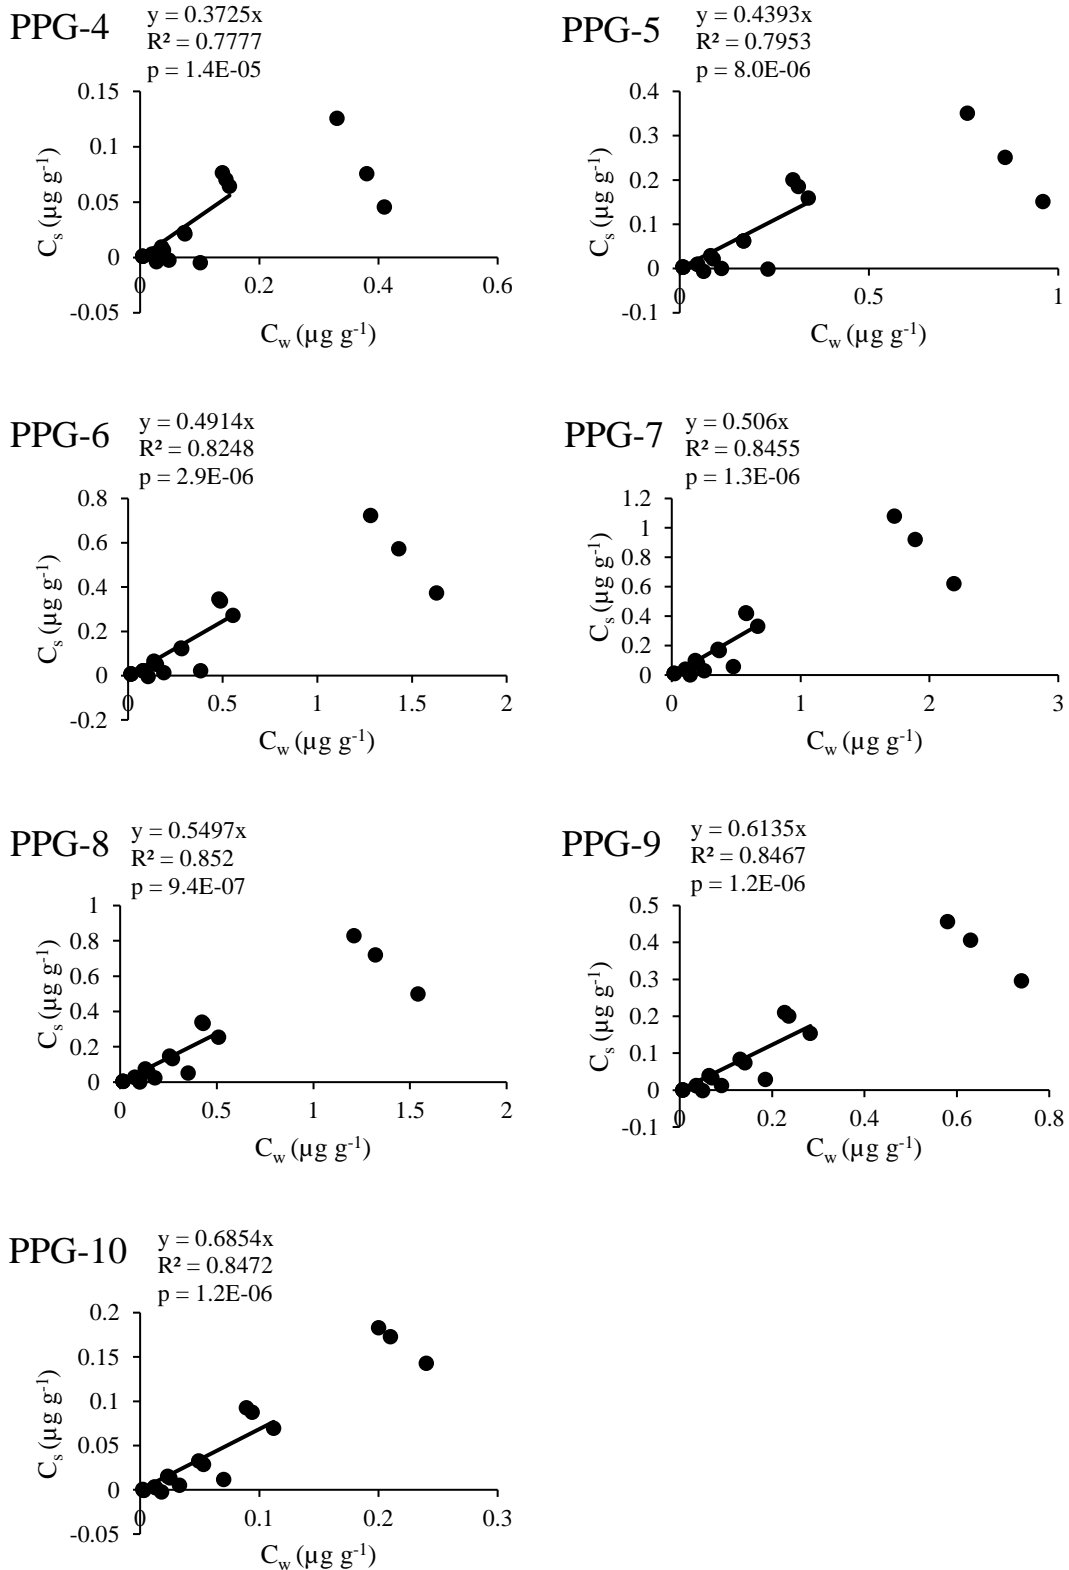 PPG-4
y = 0.3725x
R² = 0.7777
p = 1.4E-05
0.15
0.1
0.05
0
-0.05
0
0.2
0.4
0.6
Cs (µg g-1)
Cw (µg g-1)
PPG-5
y = 0.4393x
R² = 0.7953
p = 8.0E-06
0.4
0.3
0.2
0.1
0
-0.1
0
0.5
1
Cs (µg g-1)
Cw (µg g-1)
PPG-6
y = 0.4914x
R² = 0.8248
p = 2.9E-06
0.8
0.6
0.4
0.2
0
-0.2
0
0.5
1
1.5
2
Cs (µg g-1)
Cw (µg g-1)
PPG-7
y = 0.506x
R² = 0.8455
p = 1.3E-06
1.2
1
0.8
0.6
0.4
0.2
0
0
1
2
3
Cs (µg g-1)
Cw (µg g-1)
PPG-8
y = 0.5497x
R² = 0.852
p = 9.4E-07
1
0.8
0.6
0.4
0.2
0
0
0.5
1
1.5
2
Cs (µg g-1)
Cw (µg g-1)
PPG-9
y = 0.6135x
R² = 0.8467
p = 1.2E-06
0.5
0.4
0.3
0.2
0.1
0
-0.1
0
0.2
0.4
0.6
0.8
Cs (µg g-1)
Cw (µg g-1)
PPG-10
y = 0.6854x
R² = 0.8472
p = 1.2E-06
0.2
0.15
0.1
0.05
0
-0.05
0
0.1
0.2
0.3
Cs (µg g-1)
Cw (µg g-1)